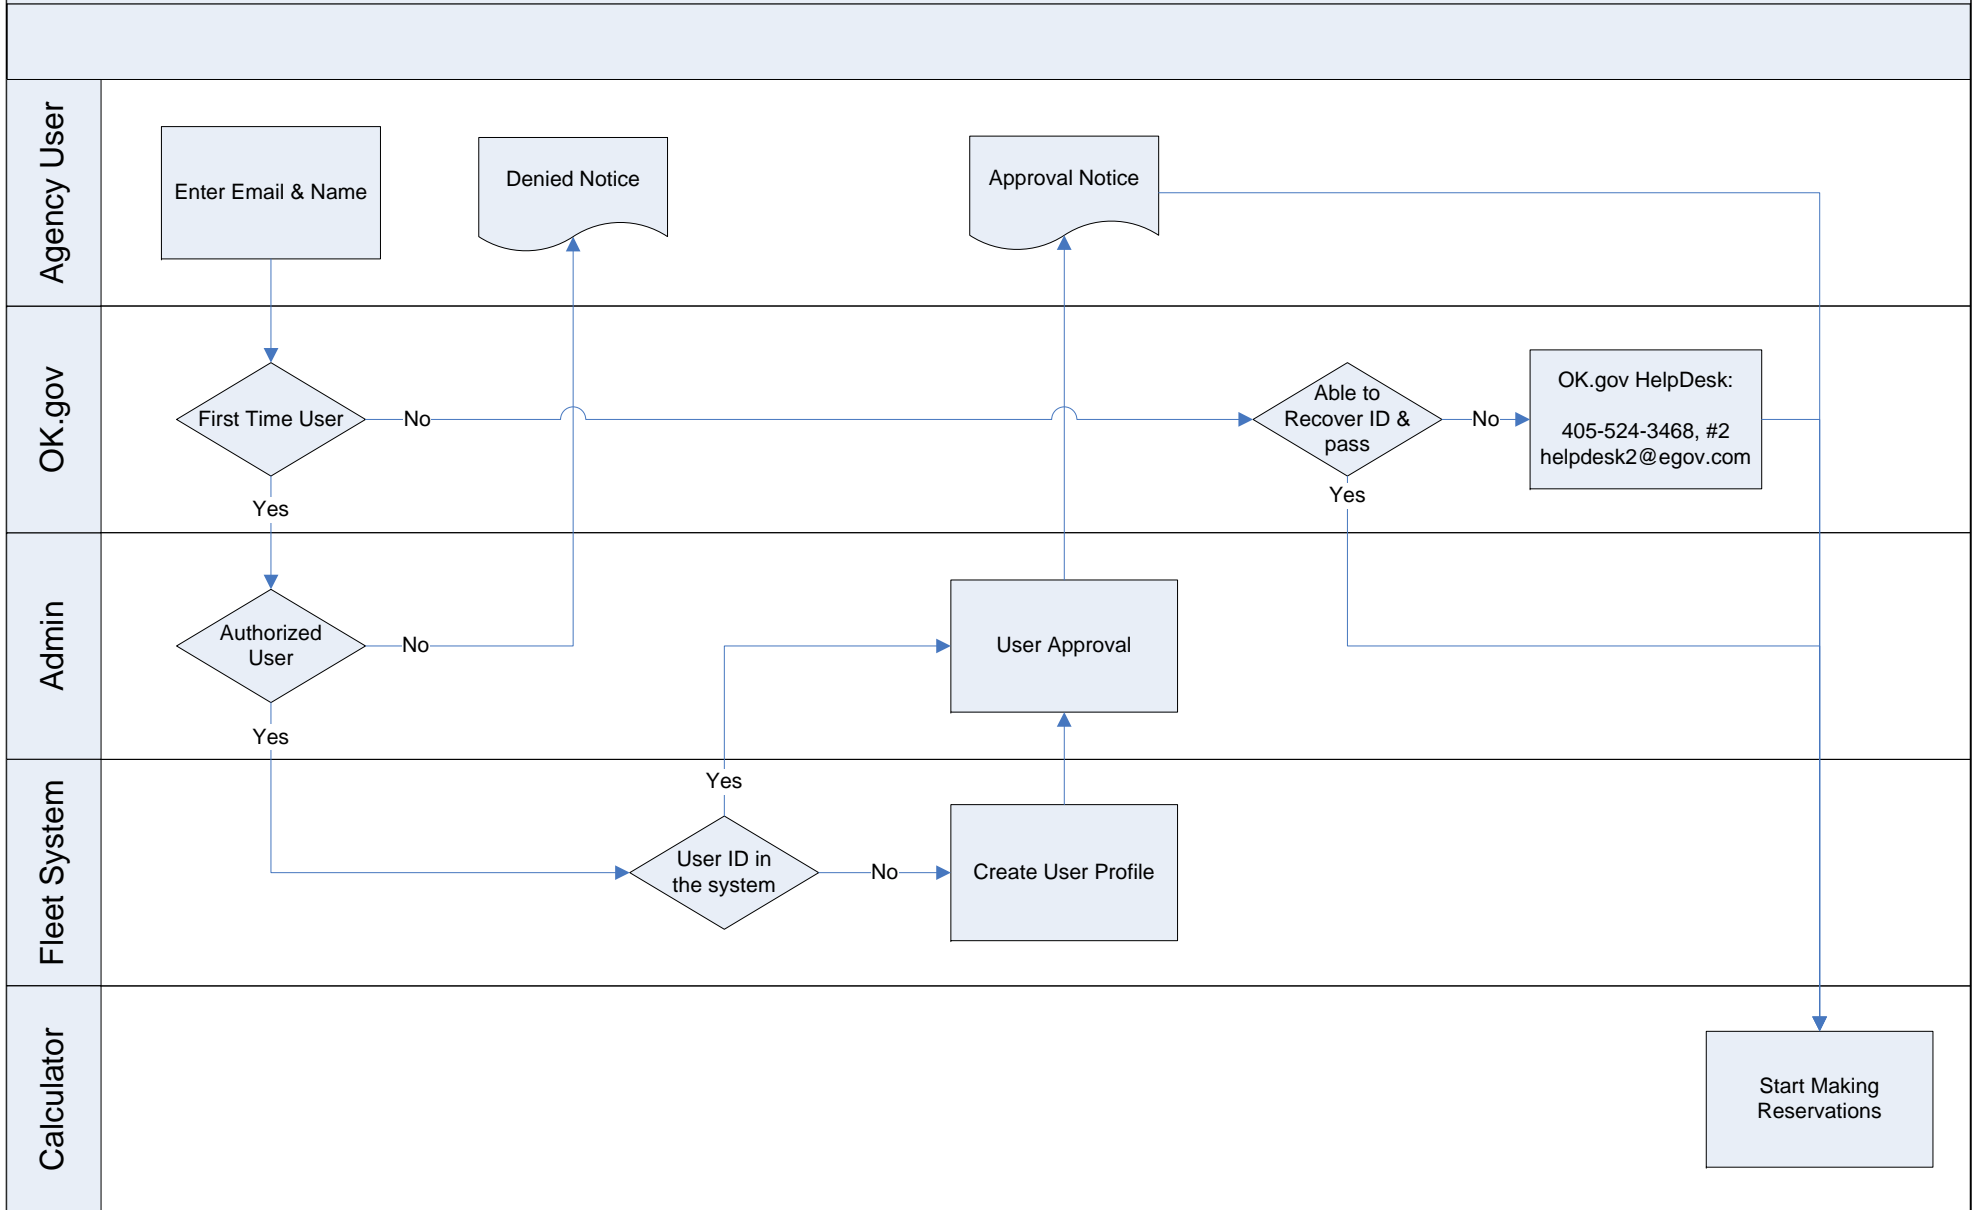 Agency User
Enter Email & Name
Denied Notice
Approval Notice
OK.gov
First Time User
No
Able to
Recover ID &
pass
No
OK.gov HelpDesk:
405-524-3468, #2
helpdesk2@egov.com
Yes
Yes
Admin
Authorized
User
No
User Approval
Yes
Fleet System
Yes
User ID in
the system
No
Create User Profile
Calculator
Start Making
Reservations